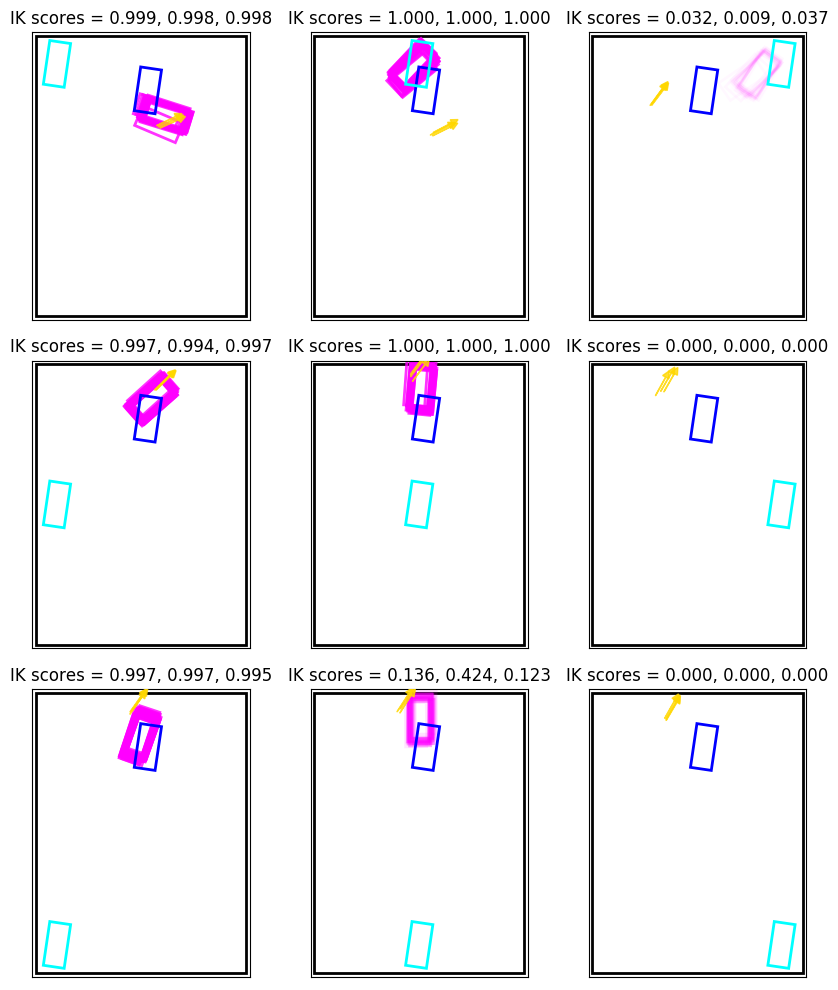 IK scores = 0.999, 0.998, 0.998
IK scores = 1.000, 1.000, 1.000
IK scores = 0.032, 0.009, 0.037
IK scores = 0.997, 0.994, 0.997
IK scores = 1.000, 1.000, 1.000
IK scores = 0.000, 0.000, 0.000
IK scores = 0.997, 0.997, 0.995
IK scores = 0.136, 0.424, 0.123
IK scores = 0.000, 0.000, 0.000